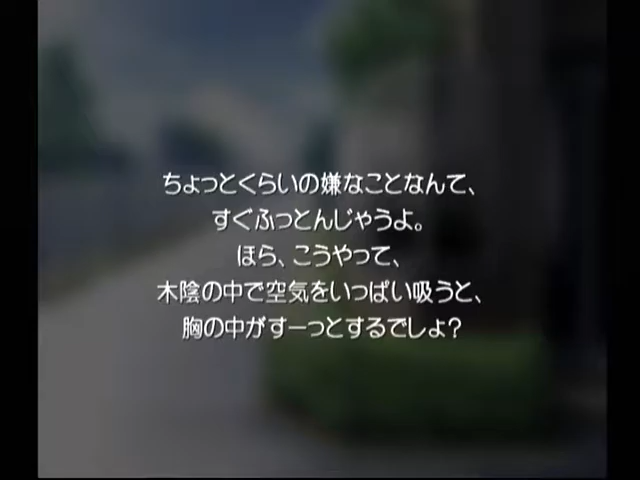 ちょっとくらいの嫌なことなんて、
すぐふっとんじゃうよ。
ほら、こうやって、
木陰の中で空気をいっぱい吸うと、
胸の中がすーっとするでしょ?